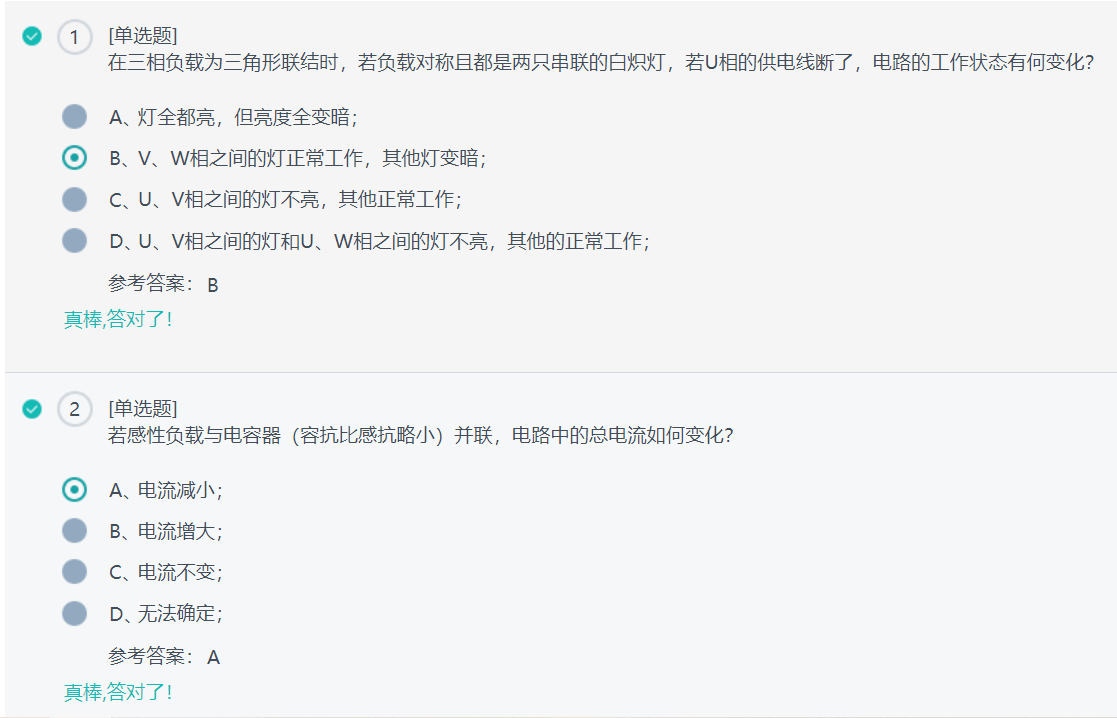 1
[单选题]
在三相负载为三角形联结时，若负载对称且都是两只串联的白炽灯，若U相的供电线断了，电路的工作状态有何变化?
A、灯全都亮，但亮度全变暗；
B、V、W相之间的灯正常工作，其他灯变暗；
C、U、V相之间的灯不亮，其他正常工作；
D、U、V相之间的灯和U、W相之间的灯不亮，其他的正常工作；
参考答案： B
真棒,答对了！
2
[单选题]
若感性负载与电容器（容抗比感抗略小）并联，电路中的总电流如何变化?
A、电流减小；
B、电流增大；
C、电流不变；
D、无法确定；
参考答案： A
真棒,答对了！